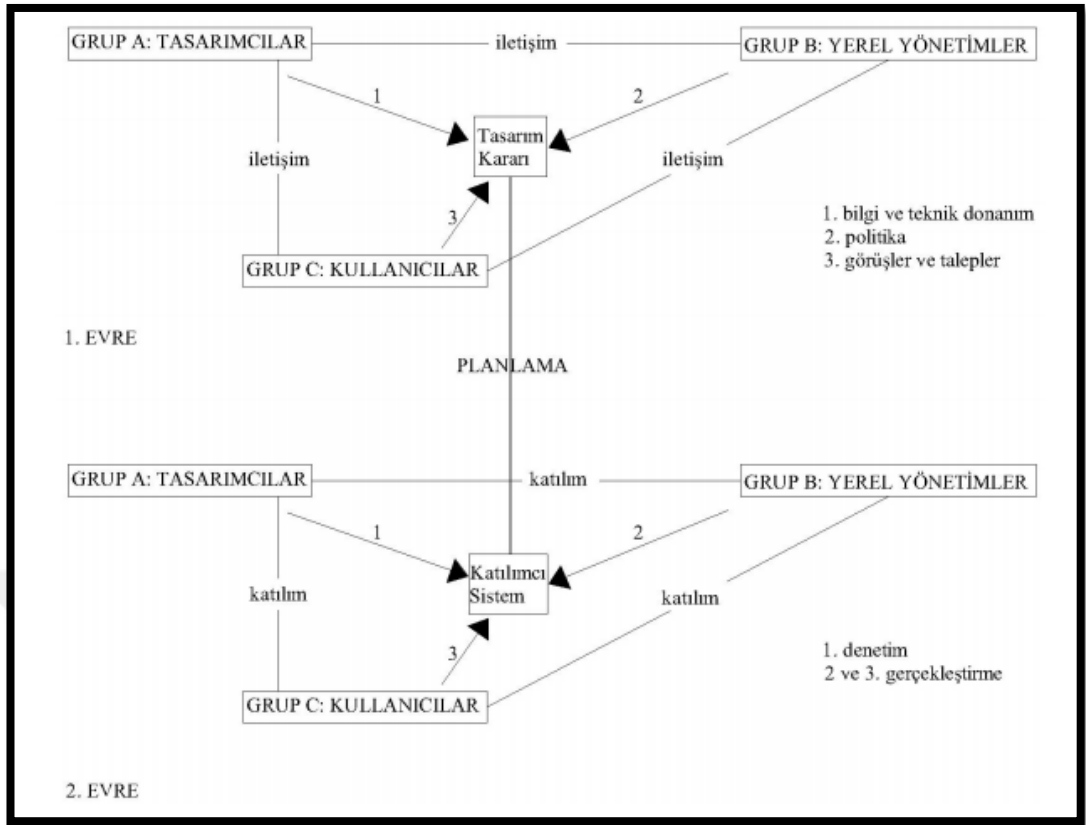 GRUP A: TASARIMCILAR
iletişim
GRUP B: YEREL YÖNETİMLER
1
2
Tasarım
Kararı
iletişim
iletişim
3
GRUP C: KULLANICILAR
1. bilgi ve teknik donanım
2. politika
3. görüşler ve talepler
1. EVRE
PLANLAMA
GRUP A: TASARIMCILAR
katılım
GRUP B: YEREL YÖNETİMLER
1
2
Katılımcı
Sistem
katılım
katılım
3
GRUP C: KULLANICILAR
1. denetim
2 ve 3. gerçekleştirme
2. EVRE